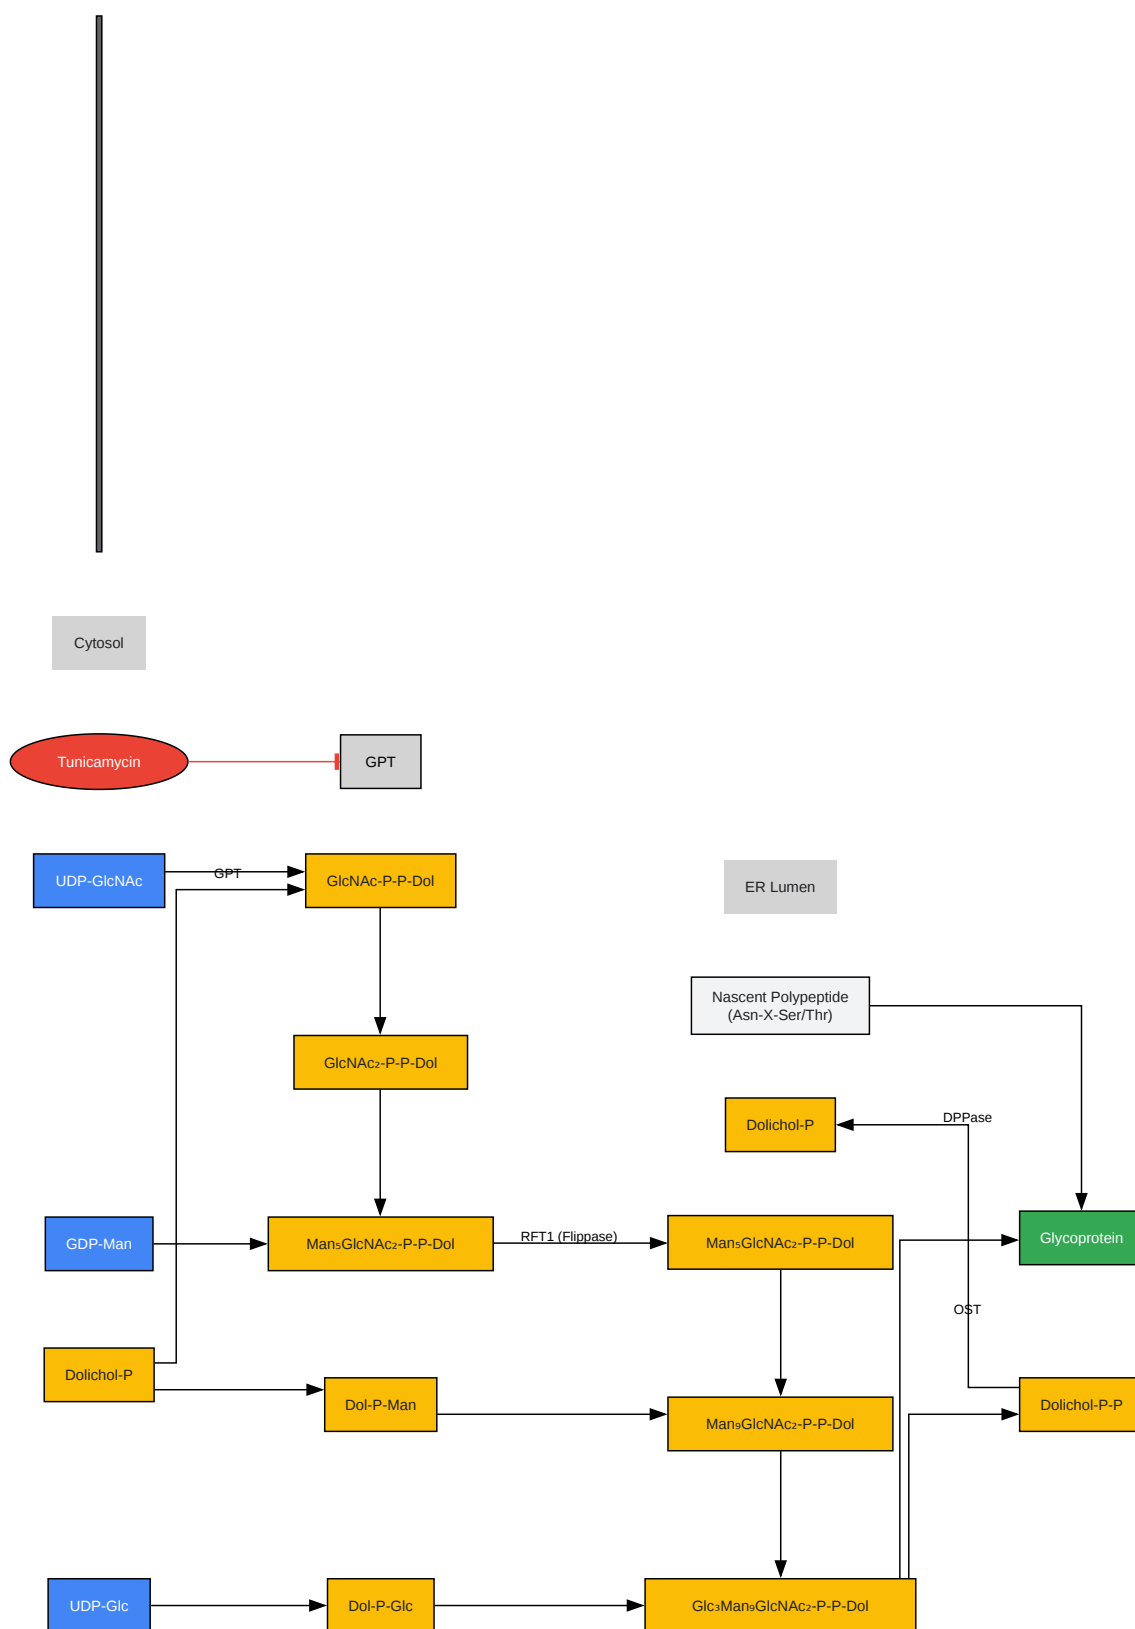 Cytosol
Tunicamycin
GPT
UDP-GlcNAc
GPT
GlcNAc-P-P-Dol
ER Lumen
Nascent Polypeptide
(Asn-X-Ser/Thr)
GlcNAc₂-P-P-Dol
Dolichol-P
DPPase
GDP-Man
Man₅GlcNAc₂-P-P-Dol
RFT1 (Flippase)
Man₅GlcNAc₂-P-P-Dol
Glycoprotein
OST
Dolichol-P
Dol-P-Man
Man₉GlcNAc₂-P-P-Dol
Dolichol-P-P
UDP-Glc
Dol-P-Glc
Glc₃Man₉GlcNAc₂-P-P-Dol